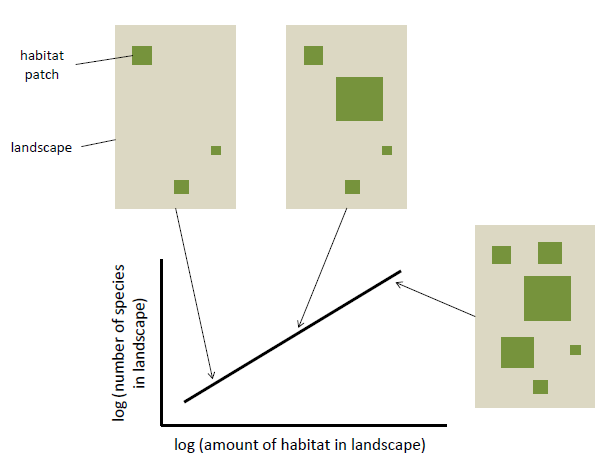 habitat
patch
landscape
log (number of species
in landscape)
log (amount of habitat in landscape)